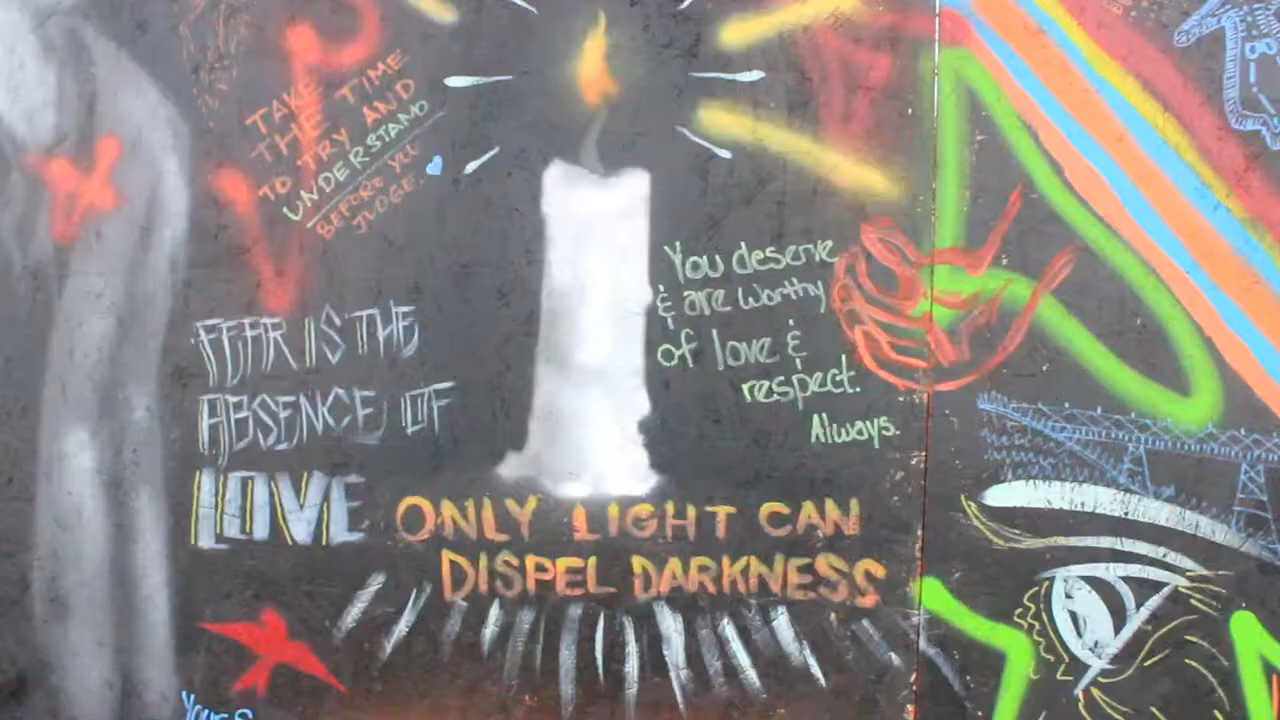 TAKE
THE TIME
TO TRY AND
UNDERSTAND
BEFORE YOU
JUDGE.
You deserve
& are worthy
of love &
respect.
Always.
FEAR IS THE
ABSENCE OF
LOVE
ONLY LIGHT CAN
DISPEL DARKNESS